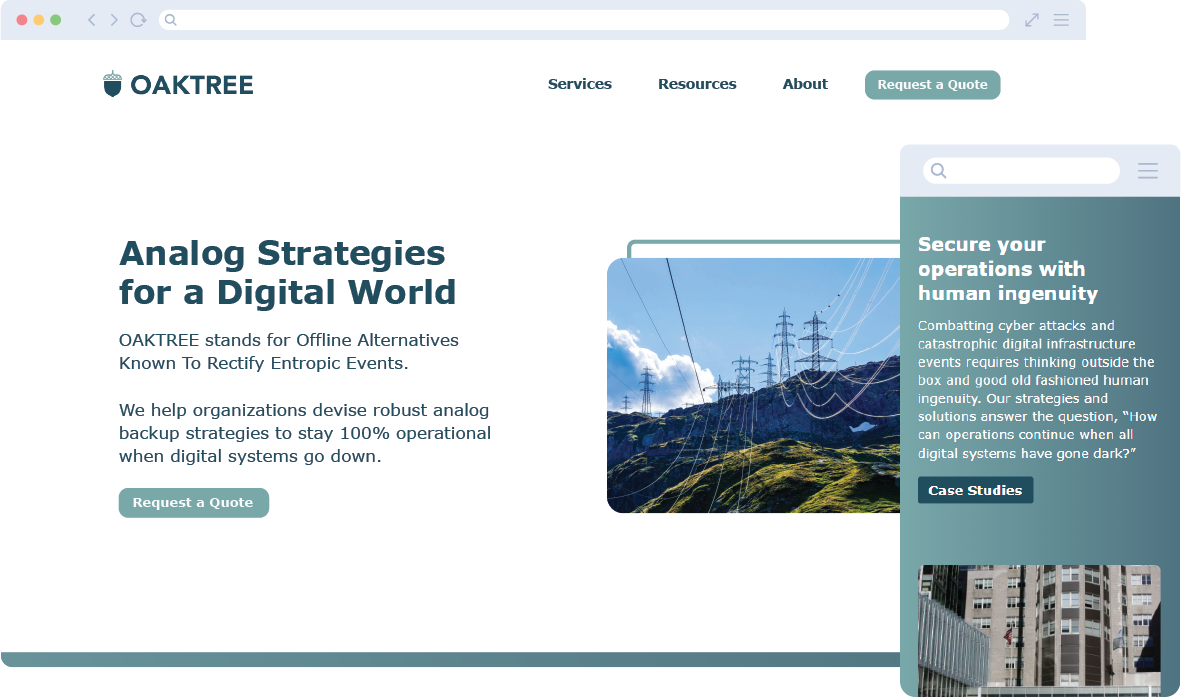 OAKTREE
Services
Resources
About
Request a Quote
Analog Strategies
for a Digital World
OAKTREE stands for Offline Alternatives
Known To Rectify Entropic Events.
We help organizations devise robust analog
backup strategies to stay 100% operational
when digital systems go down.
Request a Quote
Secure your
operations with
human ingenuity
Combatting cyber attacks and
catastrophic digital infrastructure
events requires thinking outside the
box and good old fashioned human
ingenuity. Our strategies and
solutions answer the question, “How
can operations continue when all
digital systems have gone dark?”
Case Studies